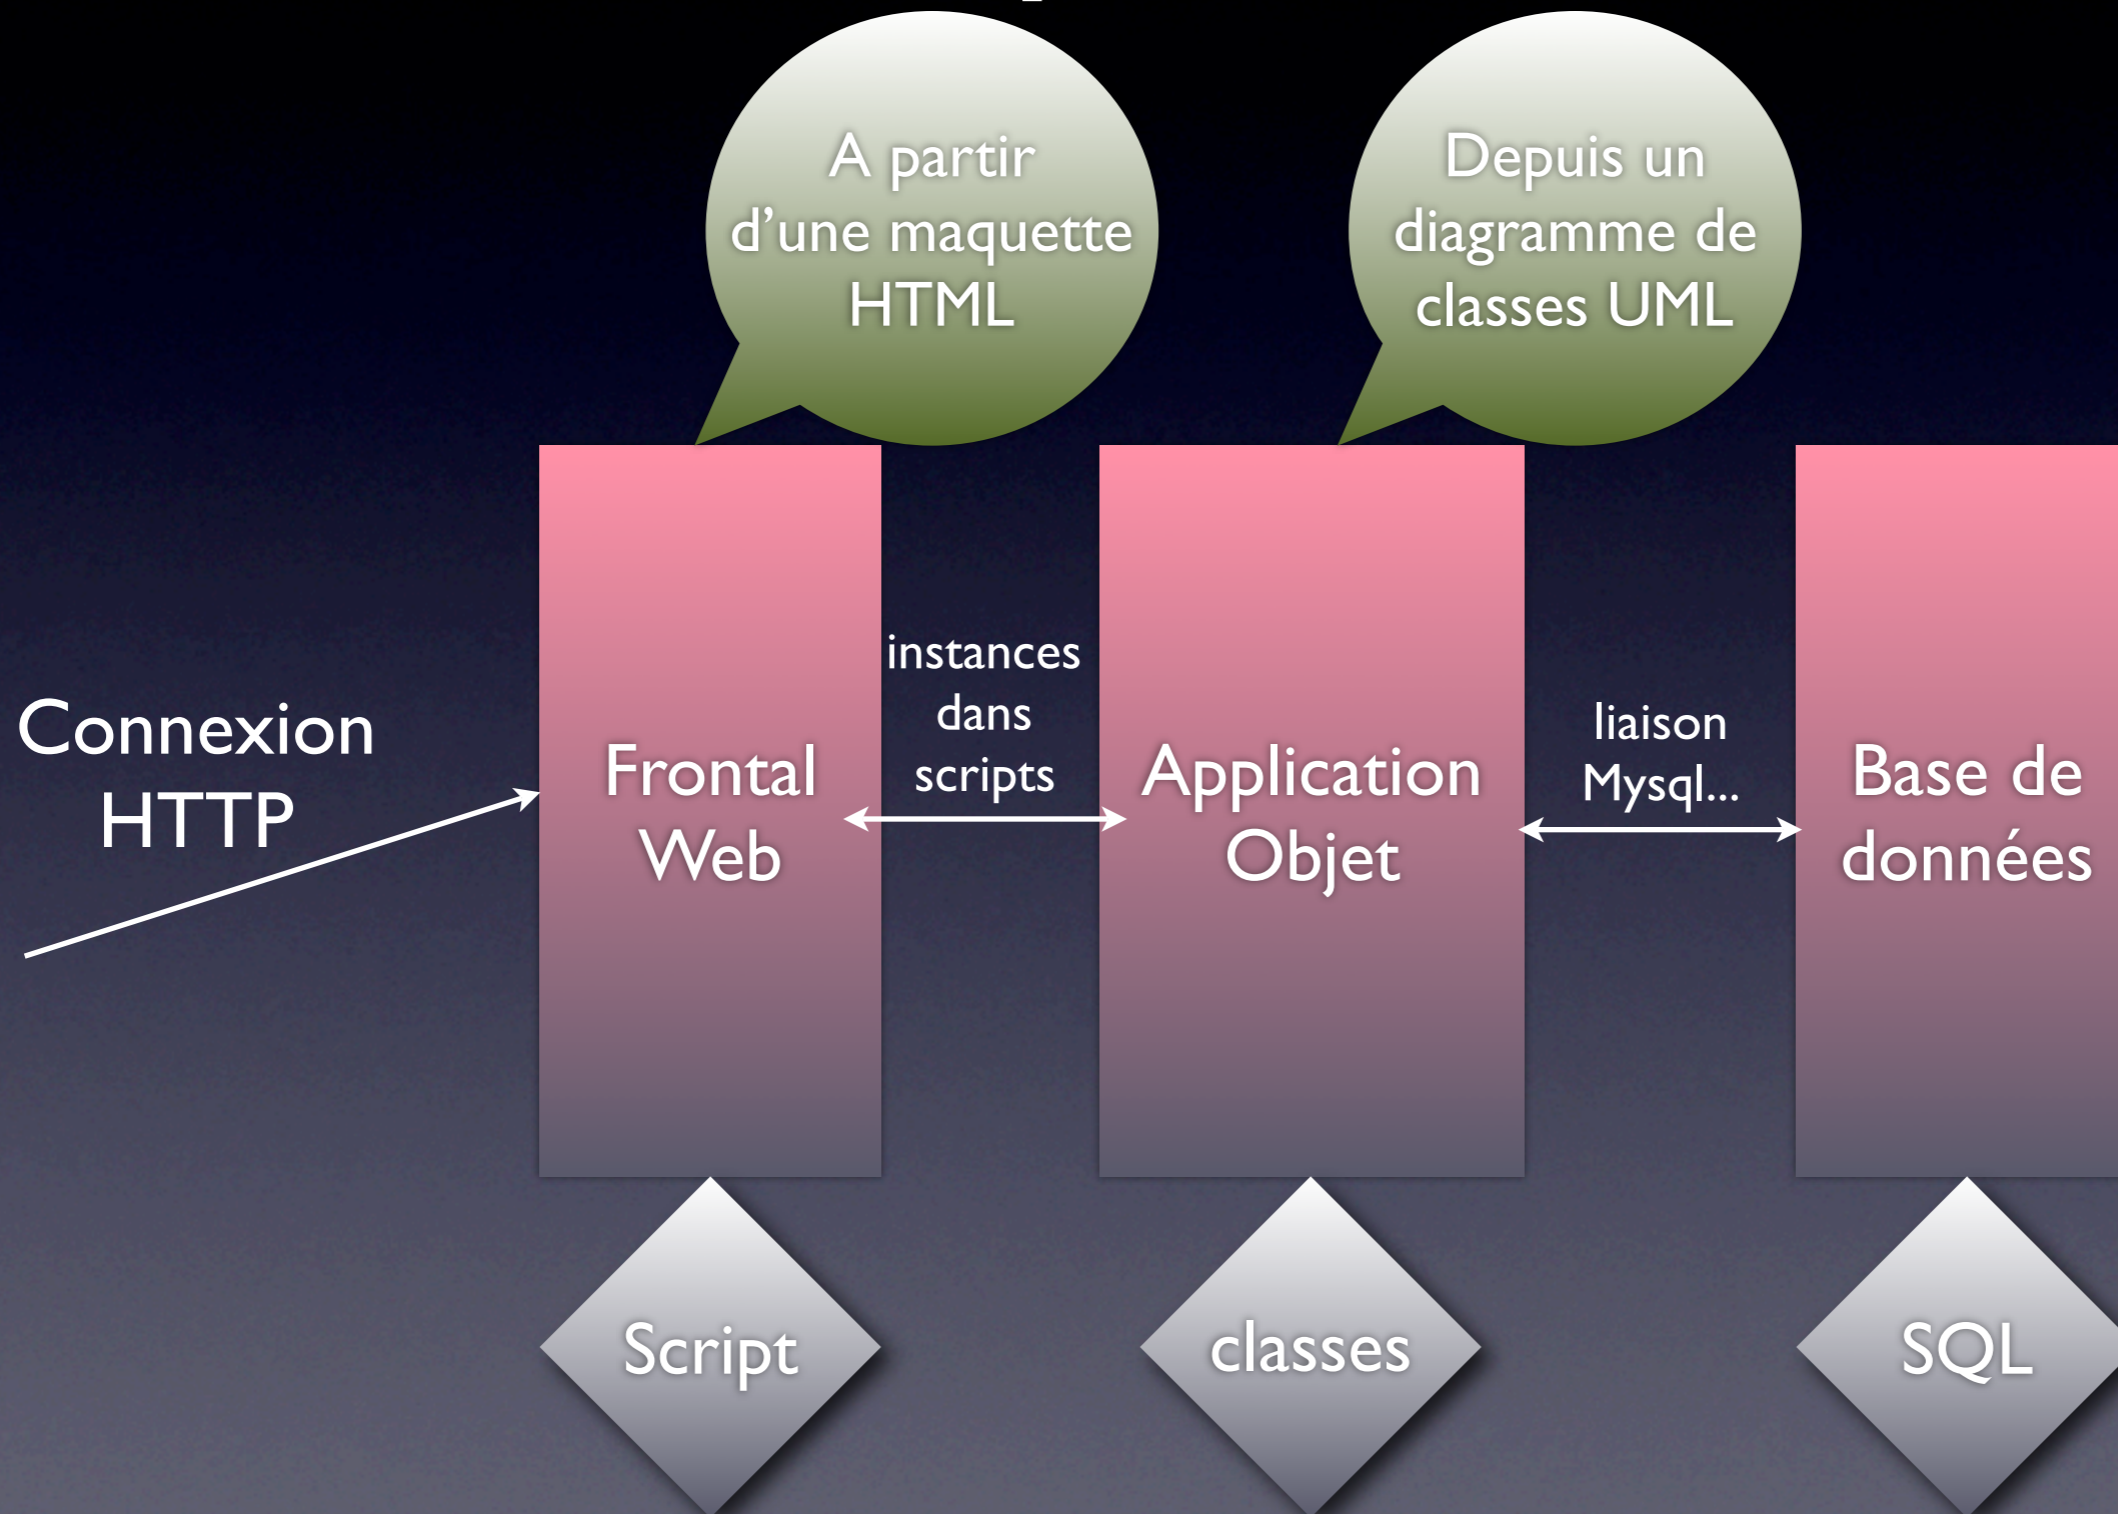 A partir
d'une maquette
HTML
Depuis un
diagramme de
classes UML
Connexion
HTTP
Frontal
Web
instances
dans
scripts
Application
Objet
liaison
Mysql...
Base de
données
Script
classes
SQL